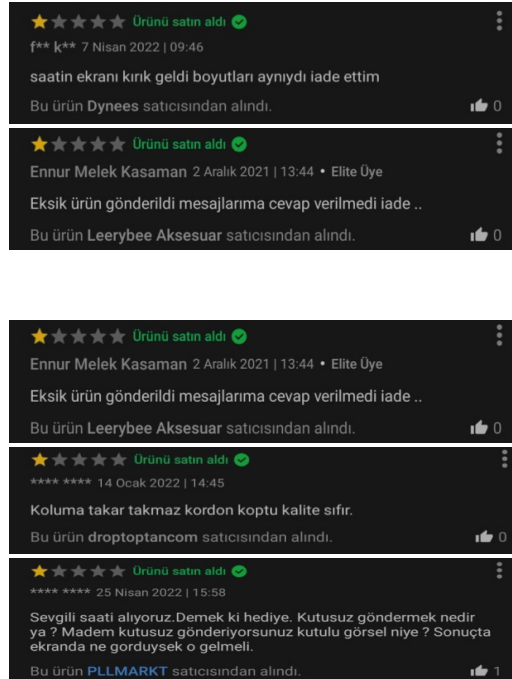 Ürünü satın aldı
f** k** 7 Nisan 2022 | 09:46
saatin ekranı kırık geldi boyutları aynıydı iade ettim
Bu ürün Dynees satıcısından alındı. 0
Ürünü satın aldı
Ennur Melek Kasaman 2 Aralık 2021 | 13:44 • Elite Üye
Eksik ürün gönderildi mesajlarıma cevap verilmedi iade ..
Bu ürün Leerybee Aksesuar satıcısından alındı. 0
Ürünü satın aldı
Ennur Melek Kasaman 2 Aralık 2021 | 13:44 • Elite Üye
Eksik ürün gönderildi mesajlarıma cevap verilmedi iade ..
Bu ürün Leerybee Aksesuar satıcısından alındı. 0
Ürünü satın aldı
**** **** 14 Ocak 2022 | 14:45
Koluma takar takmaz kordon koptu kalite sıfır.
Bu ürün droptoptancom satıcısından alındı. 0
Ürünü satın aldı
**** **** 25 Nisan 2022 | 15:58
Sevgili saati alıyoruz.Demek ki hediye. Kutusuz göndermek nedir
ya ? Madem kutusuz gönderiyorsunuz kutulu görsel niye ? Sonuçta
ekranda ne gorduysek o gelmeli.
Bu ürün PLLMARKT satıcısından alındı. 1